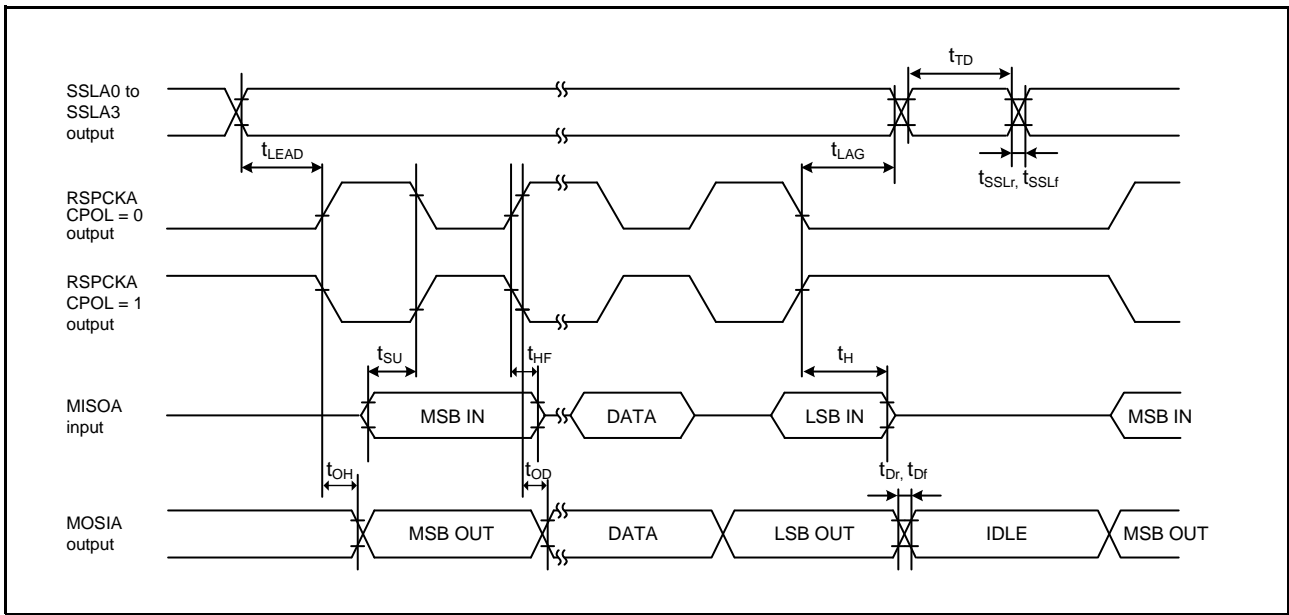 tTD
SSLA0 to
SSLA3
output
tLEAD
tLAG
tSSLr, tSSLf
RSPCKA
CPOL = 0
output
RSPCKA
CPOL = 1
output
tSU
tHF
tH
MISOA
input
MSB IN
DATA
LSB IN
MSB IN
tOH
tOD
tDr, tDf
MOSIA
output
MSB OUT
DATA
LSB OUT
IDLE
MSB OUT